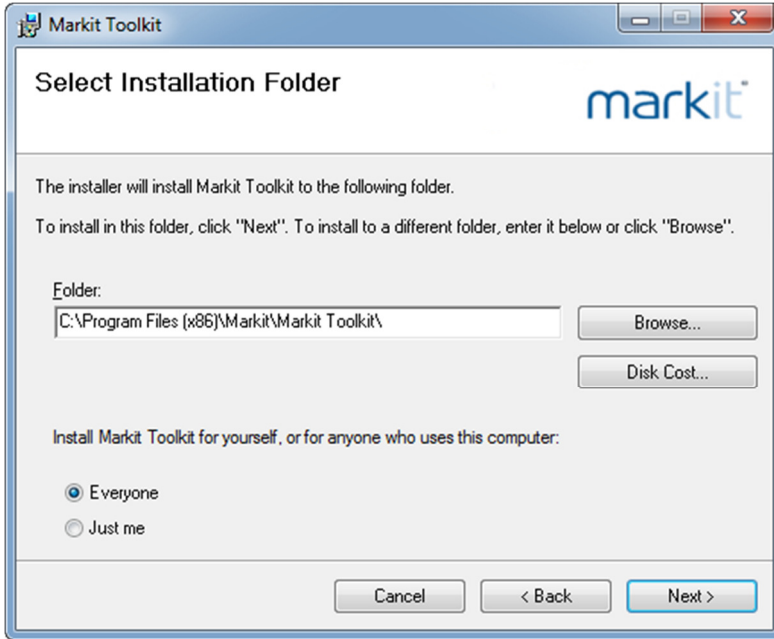 Markit Toolkit
Select Installation Folder
markit
The installer will install Markit Toolkit to the following folder.
To install in this folder, click "Next". To install to a different folder, enter it below or click "Browse".
Folder:
C:\Program Files (x86)\Markit\Markit Toolkit\
Browse...
Disk Cost...
Install Markit Toolkit for yourself, or for anyone who uses this computer:
Everyone
Just me
Cancel
< Back
Next >